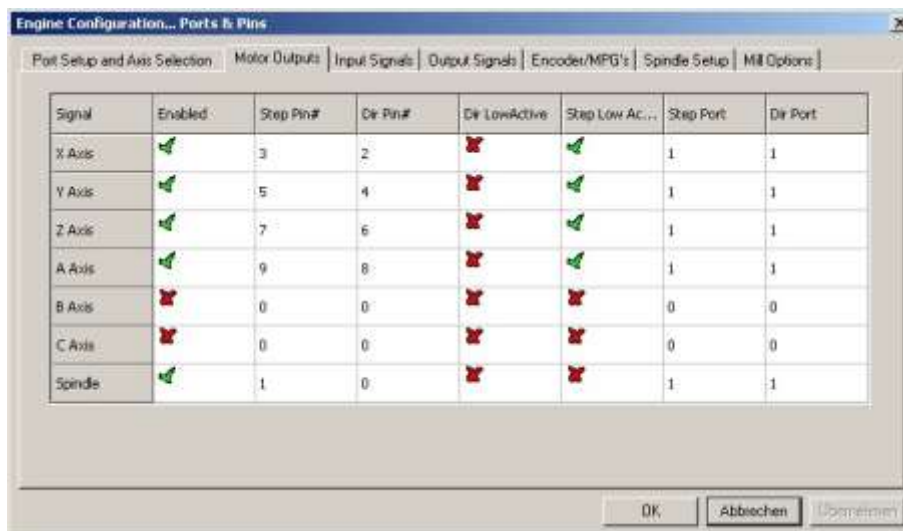 Engine Configuration... Ports & Pins
Port Setup and Axis Selection Motor Outputs Input Signals Output Signals Encoder/MPG's Spindle Setup Mill Options
Signal Enabled Step Pin# Dir Pin# Dir LowActive Step Low Ac... Step Port Dir Port
X Axis 3 2 1 1
Y Axis 5 4 1 1
Z Axis 7 6 1 1
A Axis 9 8 1 1
B Axis 0 0 0 0
C Axis 0 0 0 0
Spindle 1 0 1 1
OK Abbrechen Übernehmen